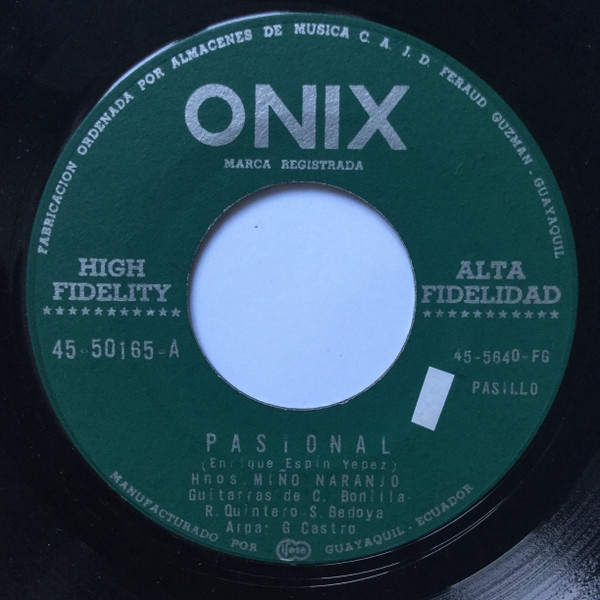 FABRICACION ORDENADA POR ALMACENES DE MUSICA C. A. J. D. FERAUD GUZMAN - GUAYAQUIL
ONIX
MARCA REGISTRADA
HIGH FIDELITY
ALTA FIDELIDAD
45-50165-A
45-5640-FG
PASILLO
PASIONAL
(Enrique Espin Yepez)
Hnos. MIÑO NARANJO
Guitarras de C. Bonilla-
R. Quintero-S. Bedoya
Arpa: G. Castro
MANUFACTURADO POR ifesa GUAYAQUIL - ECUADOR